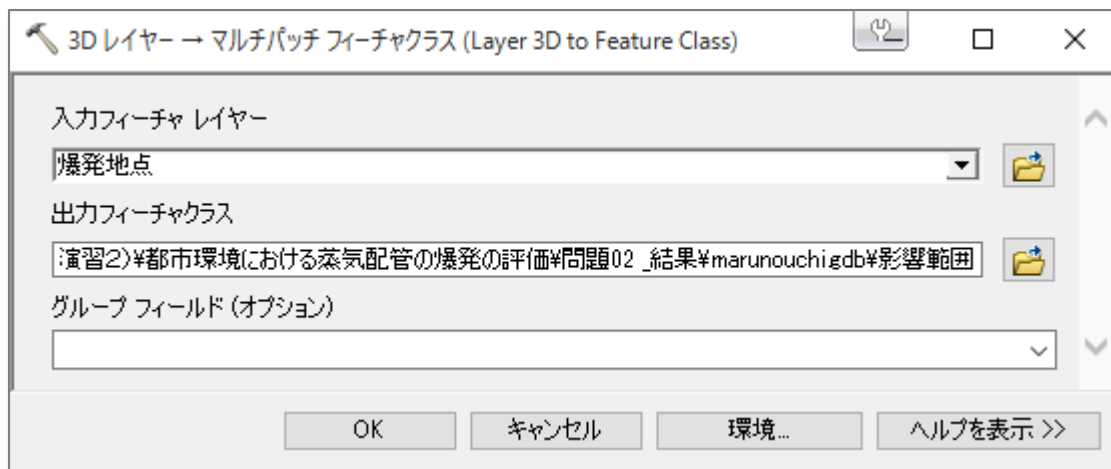 3D レイヤー → マルチパッチ フィーチャクラス (Layer 3D to Feature Class)
入力フィーチャ レイヤー
爆発地点
出力フィーチャクラス
演習2)¥都市環境における蒸気配管の爆発の評価¥問題02_結果¥marunouchi.gdb¥影響範囲
グループ フィールド (オプション)
OK キャンセル 環境... ヘルプを表示 >>